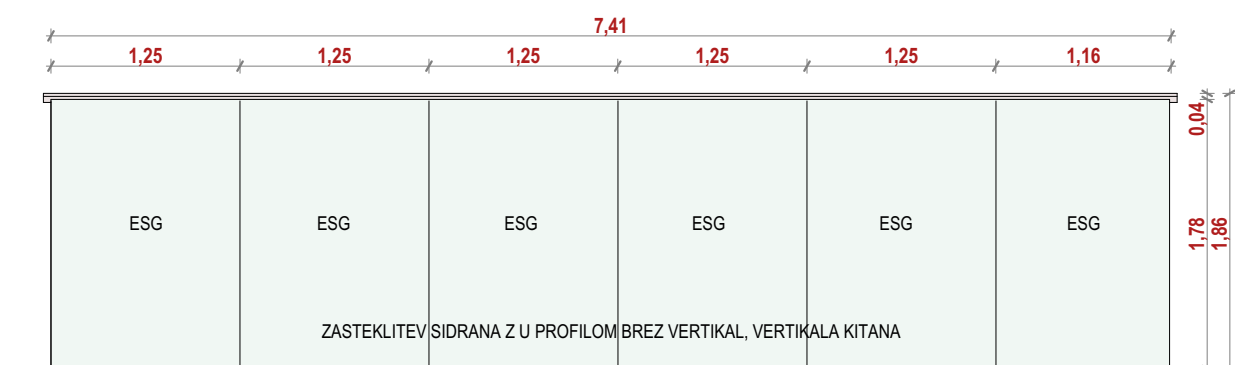 7,41
1,25 1,25 1,25 1,25 1,25 1,16
0,04
ESG ESG ESG ESG ESG ESG
1,78
1,86
ZASTEKLITEV SIDRANA Z U PROFILOM BREZ VERTIKAL, VERTIKALA KITANA